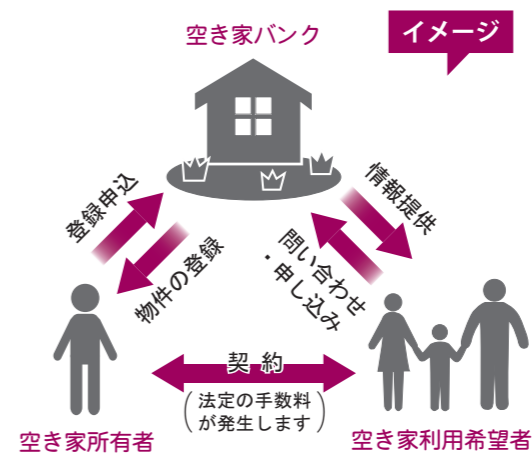 空き家バンク
イメージ
登録申込
物件の登録
情報提供
問い合わせ
・申し込み
契 約
(法定の手数料
が発生します)
空き家所有者
空き家利用希望者